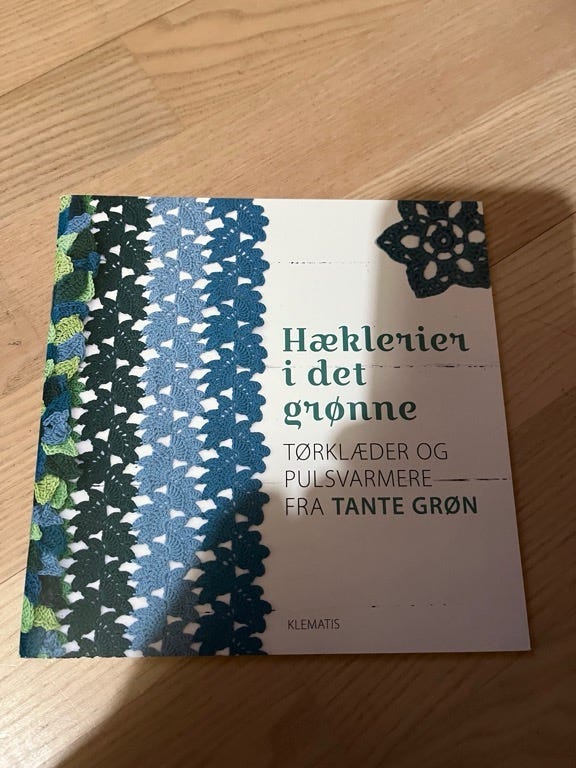 Hæklerier
i det
grønne
TØRKLÆDER OG
PULSVARMERE
FRA TANTE GRØN
KLEMATIS